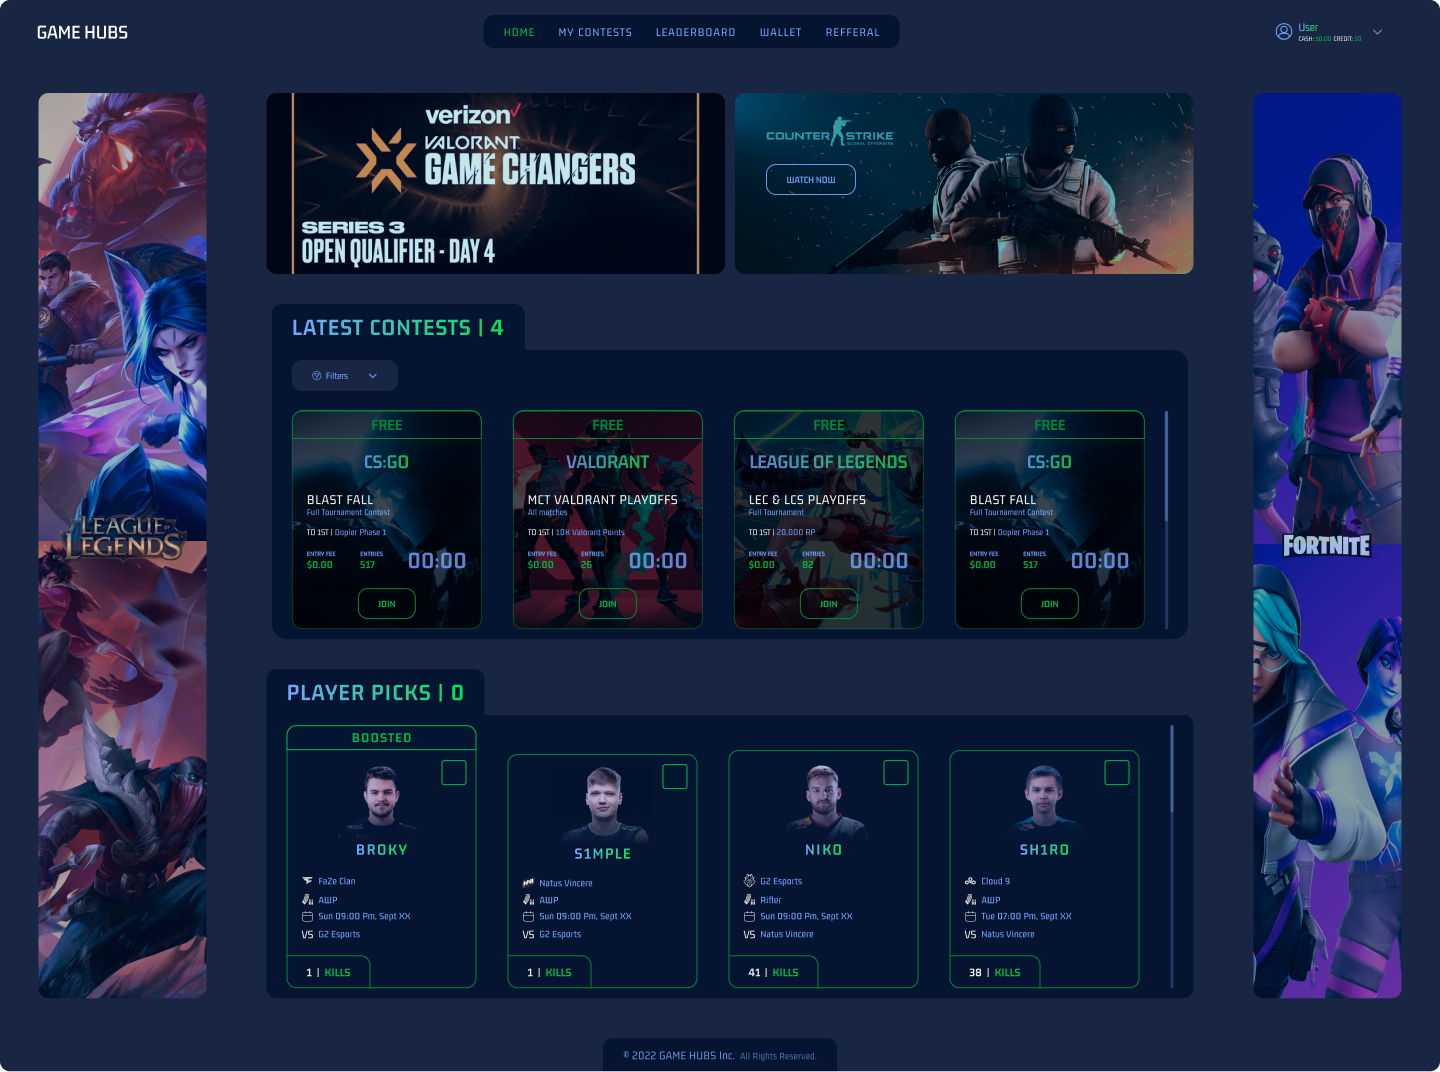 GAME HUBS
HOME MY CONTESTS LEADERBOARD WALLET REFFERAL
User
CASH: $0.00 CREDIT: $0
verizon
VALORANT
GAME CHANGERS
SERIES 3
OPEN QUALIFIER - DAY 4
COUNTER STRIKE
GLOBAL OFFENSIVE
WATCH NOW
LEAGUE OF
LEGENDS
FORTNITE
LATEST CONTESTS | 4
Filters
FREE
CS:GO
BLAST FALL
Full Tournament Contest
TO 1ST | Dopler Phase 1
ENTRY FEE ENTRIES
$0.00 517
00:00
JOIN
FREE
VALORANT
MCT VALORANT PLAYOFFS
All matches
TO 1ST | 10K Valorant Points
ENTRY FEE ENTRIES
$0.00 26
00:00
JOIN
FREE
LEAGUE OF LEGENDS
LEC & LCS PLAYOFFS
Full Tournament
TO 1ST | 20,000 RP
ENTRY FEE ENTRIES
$0.00 82
00:00
JOIN
FREE
CS:GO
BLAST FALL
Full Tournament Contest
TO 1ST | Dopler Phase 1
ENTRY FEE ENTRIES
$0.00 517
00:00
JOIN
PLAYER PICKS | 0
BOOSTED
BROKY
FaZe Clan
AWP
Sun 09:00 Pm, Sept XX
VS G2 Esports
1 | KILLS
S1MPLE
Natus Vincere
AWP
Sun 09:00 Pm, Sept XX
VS G2 Esports
1 | KILLS
NIKO
G2 Esports
Rifler
Sun 09:00 Pm, Sept XX
VS Natus Vincere
41 | KILLS
SH1RO
Cloud 9
AWP
Tue 07:00 Pm, Sept XX
VS Natus Vincere
38 | KILLS
© 2022 GAME HUBS Inc. All Rights Reserved.